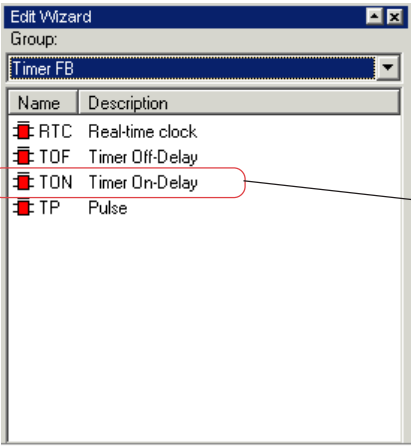 Edit Wizard
Group:
Timer FB
Name Description
RTC Real-time clock
TOF Timer Off-Delay
TON Timer On-Delay
TP Pulse